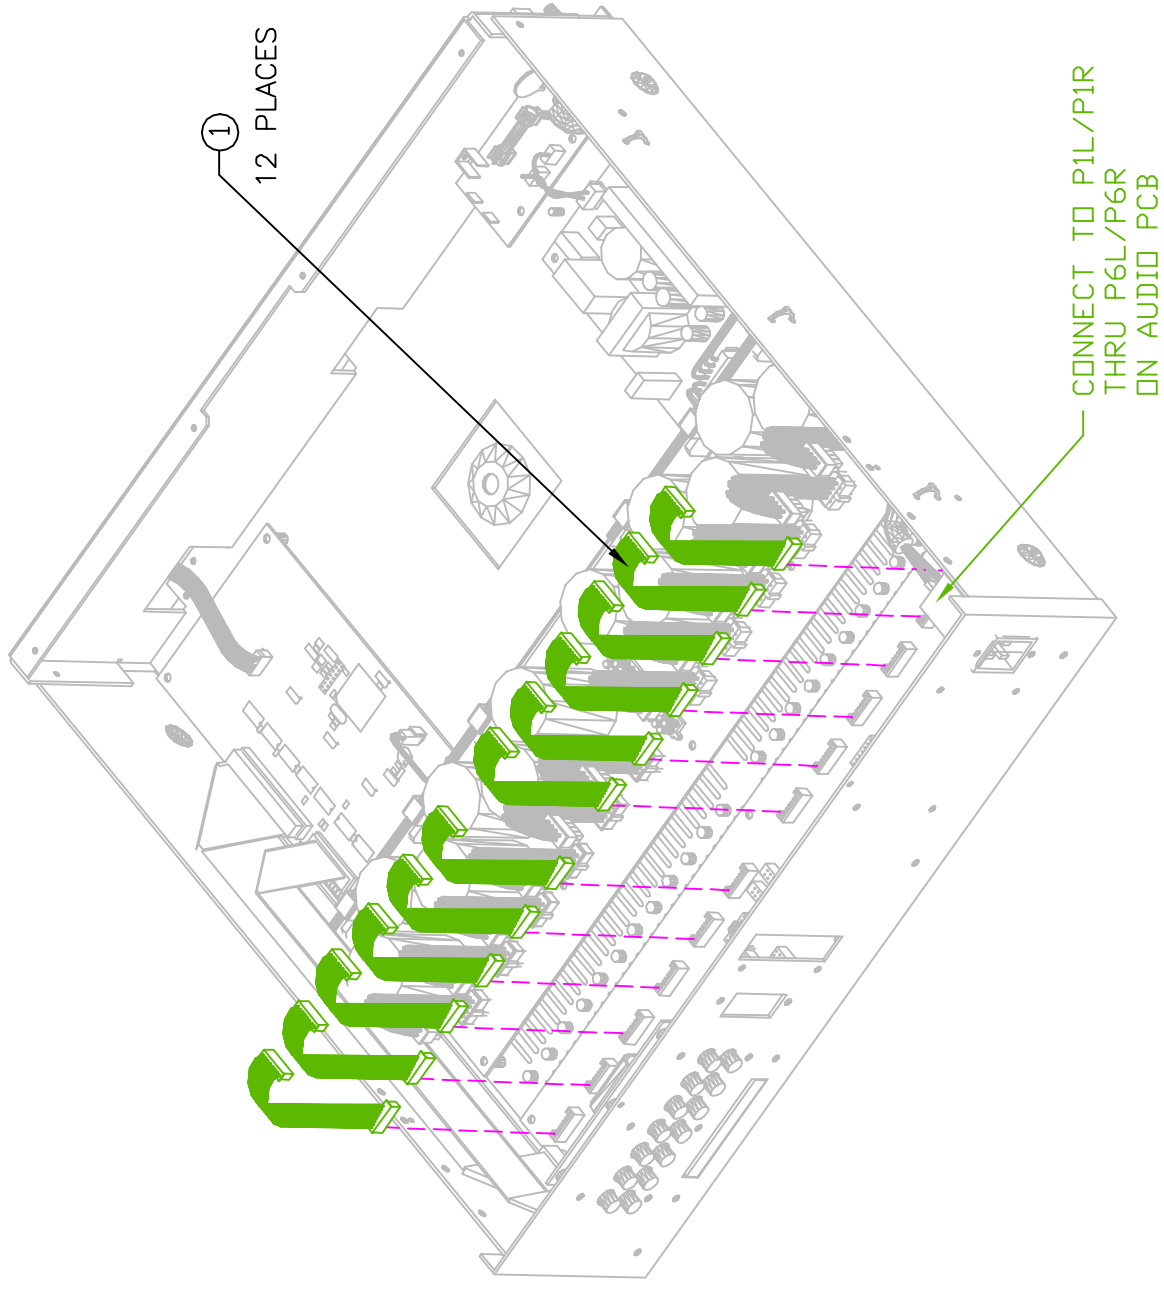 1
12 PLACES
CONNECT TO P1L/P1R
THRU P6L/P6R
ON AUDIO PCB